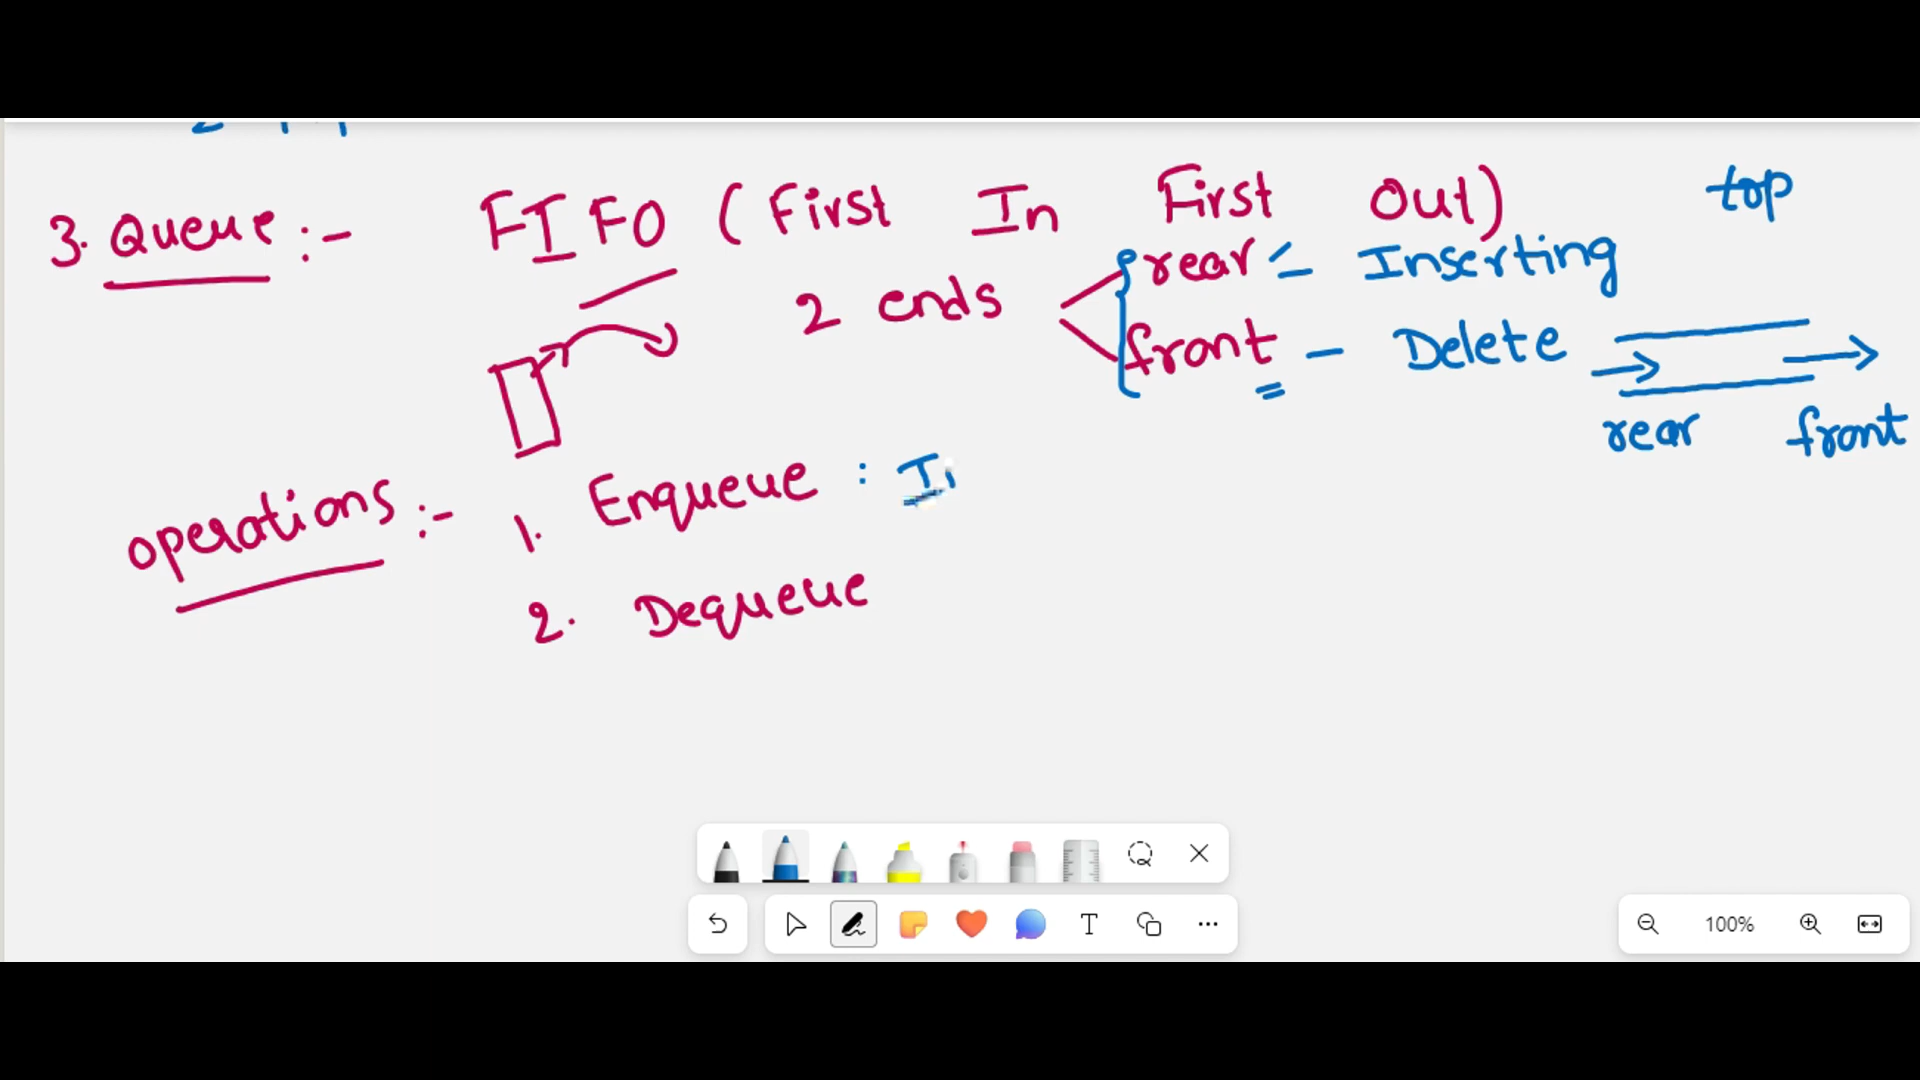 3. Queue :- FIFO (First In First Out) top
2 ends rear - Inserting
front - Delete
rear front
operations :- 1. Enqueue : I
2. Dequeue
T
100%